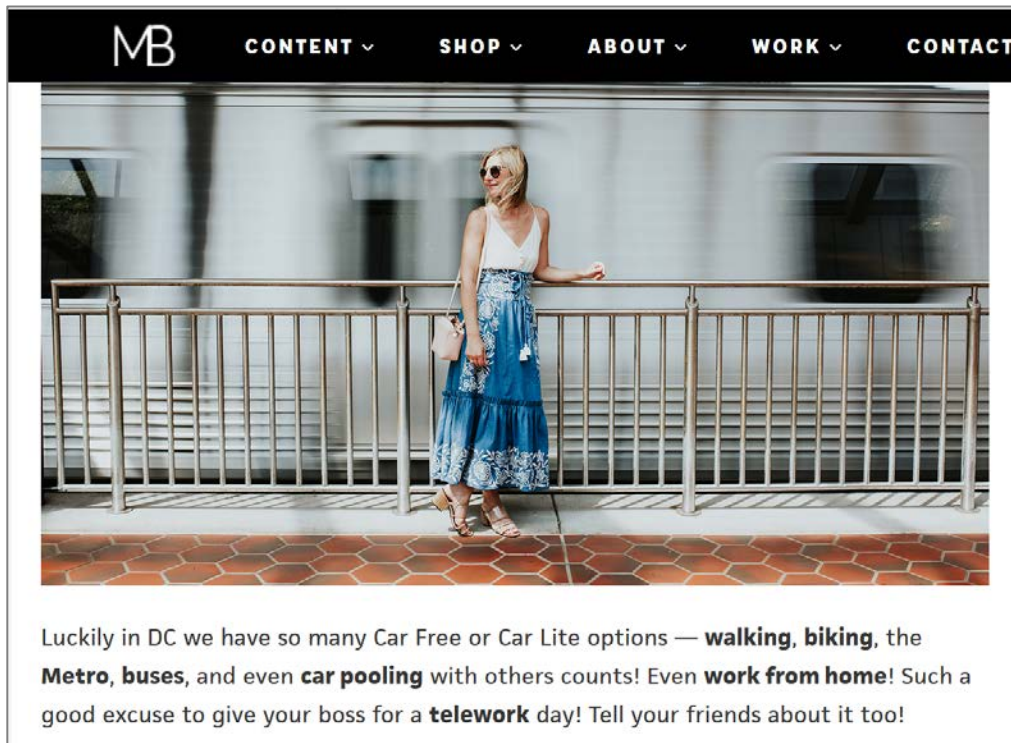 MB CONTENT SHOP ABOUT WORK CONTACT
Luckily in DC we have so many Car Free or Car Lite options — walking, biking, the
Metro, buses, and even car pooling with others counts! Even work from home! Such a
good excuse to give your boss for a telework day! Tell your friends about it too!